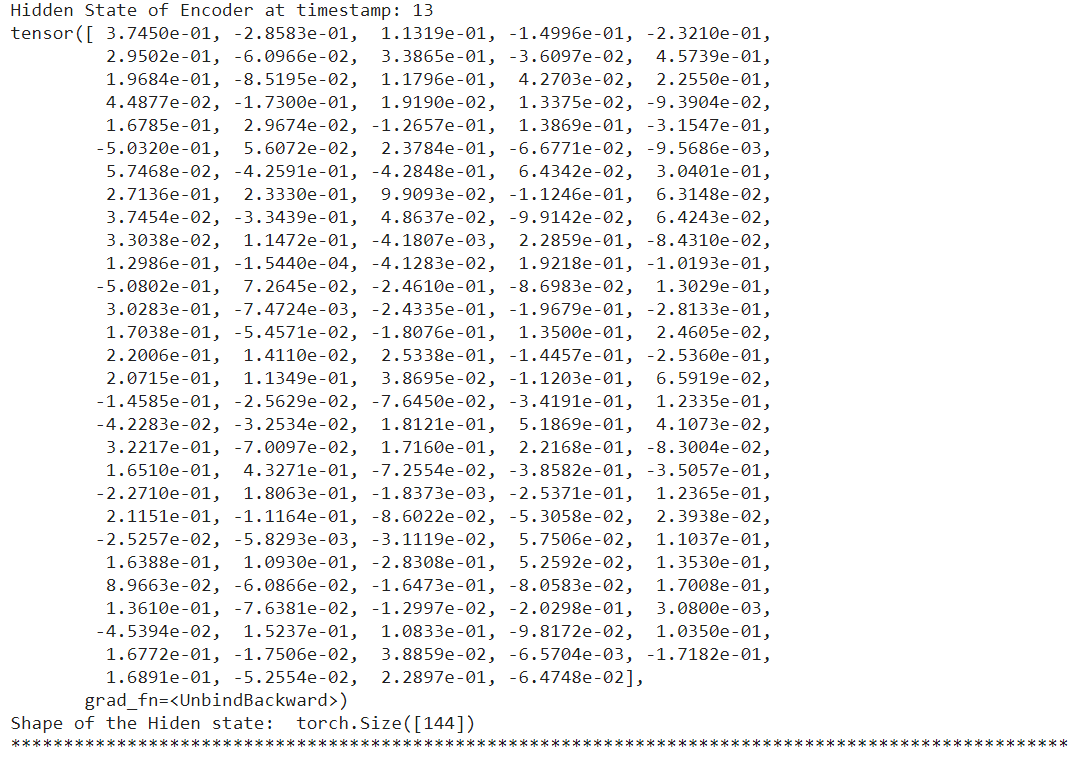 Hidden State of Encoder at timestamp: 13
tensor([ 3.7450e-01, -2.8583e-01,  1.1319e-01, -1.4996e-01, -2.3210e-01,
         2.9502e-01, -6.0966e-02,  3.3865e-01, -3.6097e-02,  4.5739e-01,
         1.9684e-01, -8.5195e-02,  1.1796e-01,  4.2703e-02,  2.2550e-01,
         4.4877e-02, -1.7300e-01,  1.9190e-02,  1.3375e-02, -9.3904e-02,
         1.6785e-01,  2.9674e-02, -1.2657e-01,  1.3869e-01, -3.1547e-01,
        -5.0320e-01,  5.6072e-02,  2.3784e-01, -6.6771e-02, -9.5686e-03,
         5.7468e-02, -4.2591e-01, -4.2848e-01,  6.4342e-02,  3.0401e-01,
         2.7136e-01,  2.3330e-01,  9.9093e-02, -1.1246e-01,  6.3148e-02,
         3.7454e-02, -3.3439e-01,  4.8637e-02, -9.9142e-02,  6.4243e-02,
         3.3038e-02,  1.1472e-01, -4.1807e-03,  2.2859e-01, -8.4310e-02,
         1.2986e-01, -1.5440e-04, -4.1283e-02,  1.9218e-01, -1.0193e-01,
        -5.0802e-01,  7.2645e-02, -2.4610e-01, -8.6983e-02,  1.3029e-01,
         3.0283e-01, -7.4724e-03, -2.4335e-01, -1.9679e-01, -2.8133e-01,
         1.7038e-01, -5.4571e-02, -1.8076e-01,  1.3500e-01,  2.4605e-02,
         2.2006e-01,  1.4110e-02,  2.5338e-01, -1.4457e-01, -2.5360e-01,
         2.0715e-01,  1.1349e-01,  3.8695e-02, -1.1203e-01,  6.5919e-02,
        -1.4585e-01, -2.5629e-02, -7.6450e-02, -3.4191e-01,  1.2335e-01,
        -4.2283e-02, -3.2534e-02,  1.8121e-01,  5.1869e-01,  4.1073e-02,
         3.2217e-01, -7.0097e-02,  1.7160e-01,  2.2168e-01, -8.3004e-02,
         1.6510e-01,  4.3271e-01, -7.2554e-02, -3.8582e-01, -3.5057e-01,
        -2.2710e-01,  1.8063e-01, -1.8373e-03, -2.5371e-01,  1.2365e-01,
         2.1151e-01, -1.1164e-01, -8.6022e-02, -5.3058e-02,  2.3938e-02,
        -2.5257e-02, -5.8293e-03, -3.1119e-02,  5.7506e-02,  1.1037e-01,
         1.6388e-01,  1.0930e-01, -2.8308e-01,  5.2592e-02,  1.3530e-01,
         8.9663e-02, -6.0866e-02, -1.6473e-01, -8.0583e-02,  1.7008e-01,
         1.3610e-01, -7.6381e-02, -1.2997e-02, -2.0298e-01,  3.0800e-03,
        -4.5394e-02,  1.5237e-01,  1.0833e-01, -9.8172e-02,  1.0350e-01,
         1.6772e-01, -1.7506e-02,  3.8859e-02, -6.5704e-03, -1.7182e-01,
         1.6891e-01, -5.2554e-02,  2.2897e-01, -6.4748e-02],
       grad_fn=<UnbindBackward>)
Shape of the Hiden state:  torch.Size([144])
****************************************************************************************************